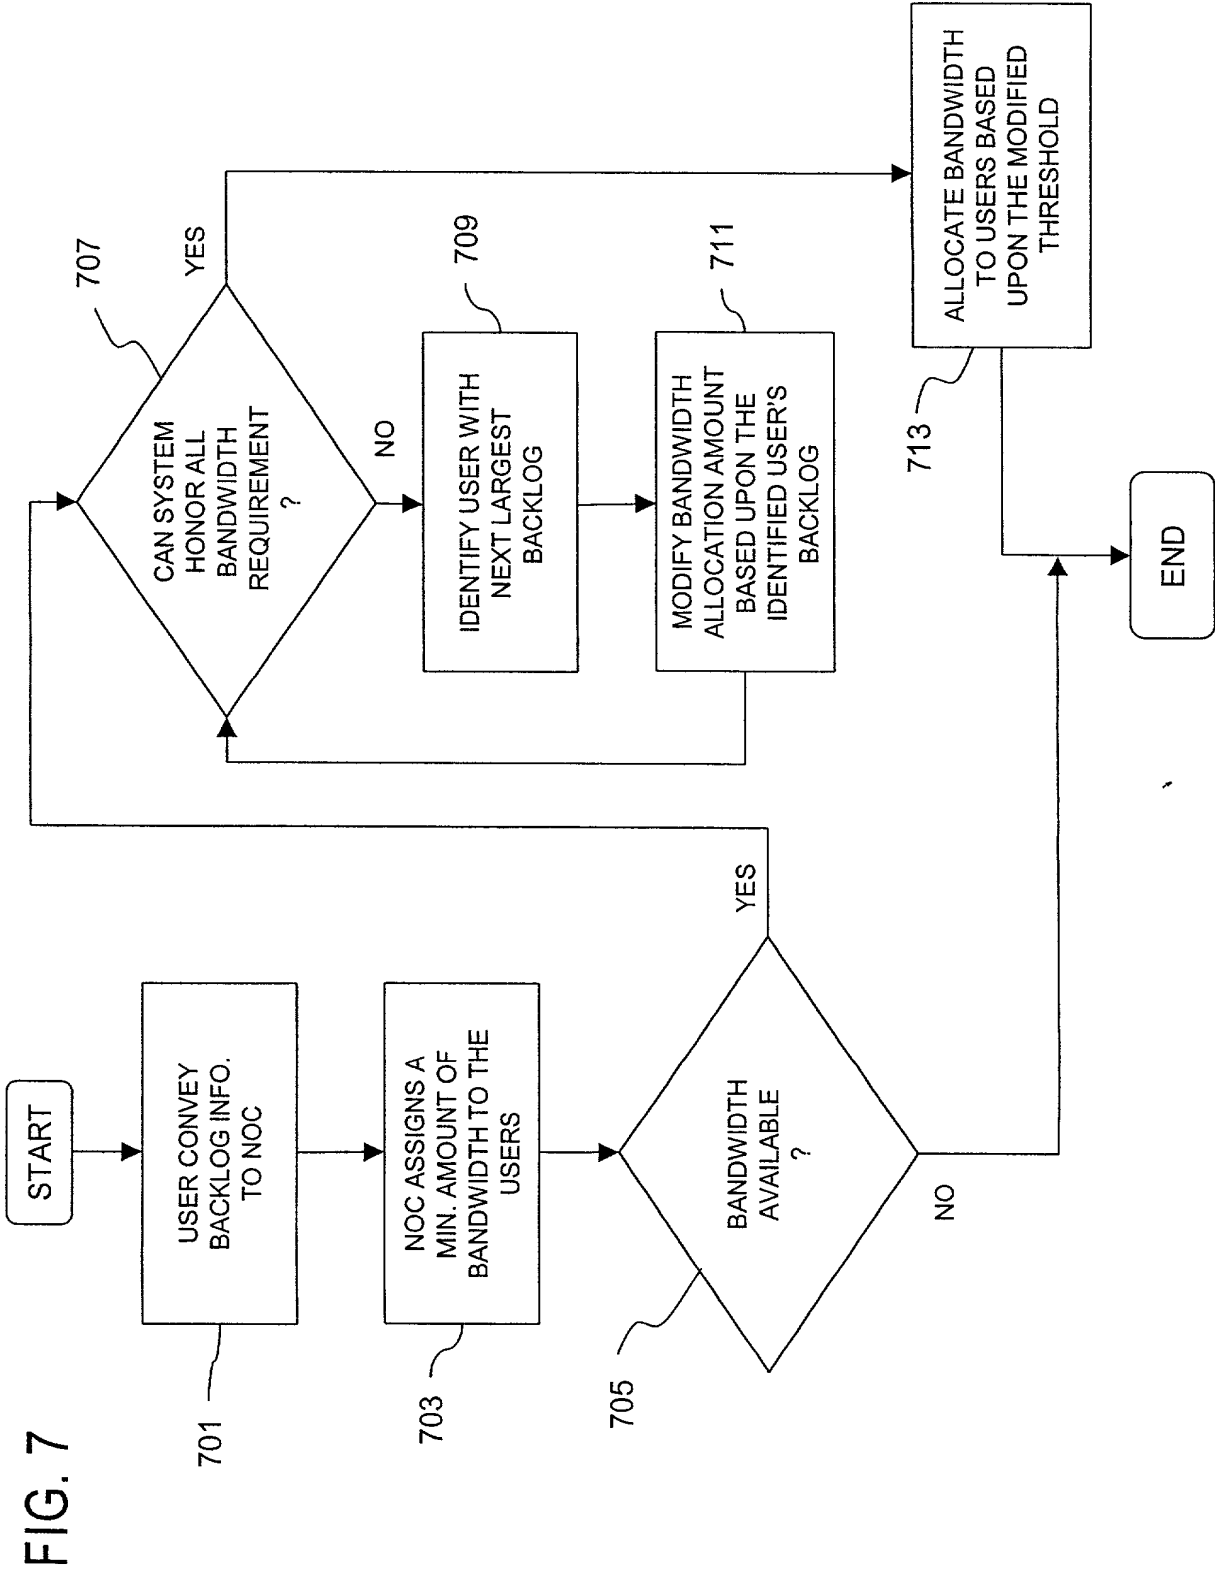 FIG. 7
START
USER CONVEY
BACKLOG INFO.
TO NOC
701
NOC ASSIGNS A
MIN. AMOUNT OF
BANDWIDTH TO THE
USERS
703
BANDWIDTH
AVAILABLE
?
705
YES
NO
CAN SYSTEM
HONOR ALL
BANDWIDTH
REQUIREMENT
?
707
YES
NO
IDENTIFY USER WITH
NEXT LARGEST
BACKLOG
709
MODIFY BANDWIDTH
ALLOCATION AMOUNT
BASED UPON THE
IDENTIFIED USER'S
BACKLOG
711
ALLOCATE BANDWIDTH
TO USERS BASED
UPON THE MODIFIED
THRESHOLD
713
END